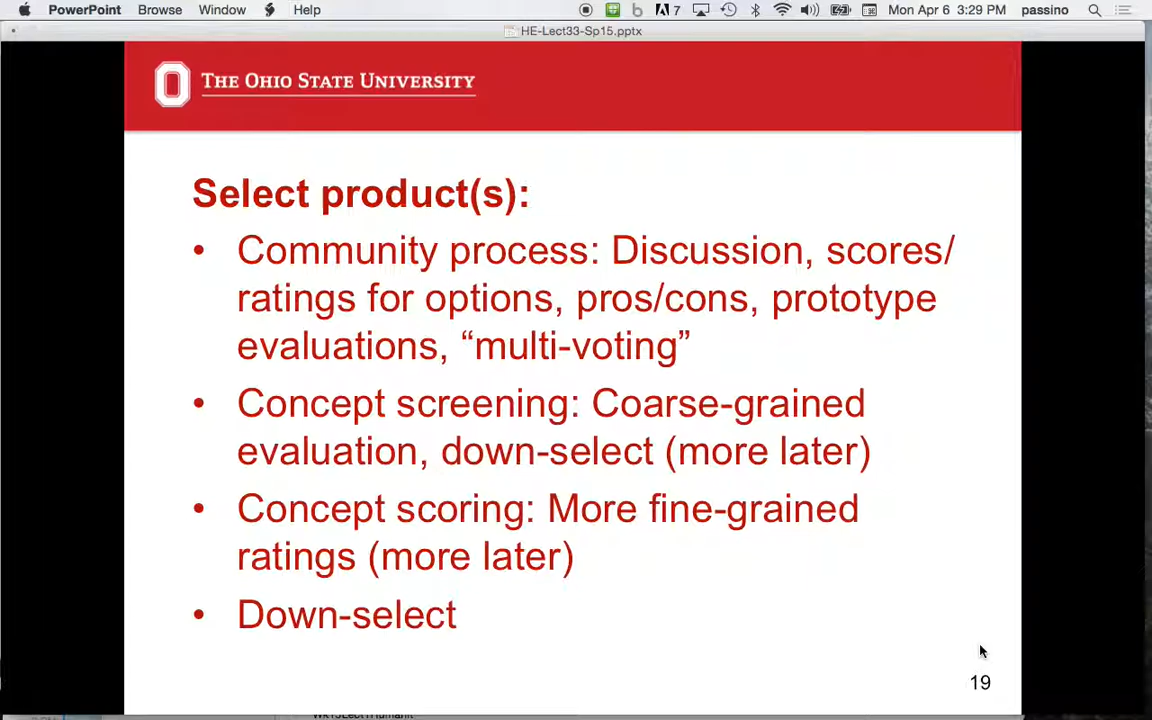 PowerPoint Browse Window Help 7 Mon Apr 6 3:29 PM passino
HE-Lect33-Sp15.pptx
THE OHIO STATE UNIVERSITY
Select product(s):
• Community process: Discussion, scores/
ratings for options, pros/cons, prototype
evaluations, “multi-voting”
• Concept screening: Coarse-grained
evaluation, down-select (more later)
• Concept scoring: More fine-grained
ratings (more later)
• Down-select
19